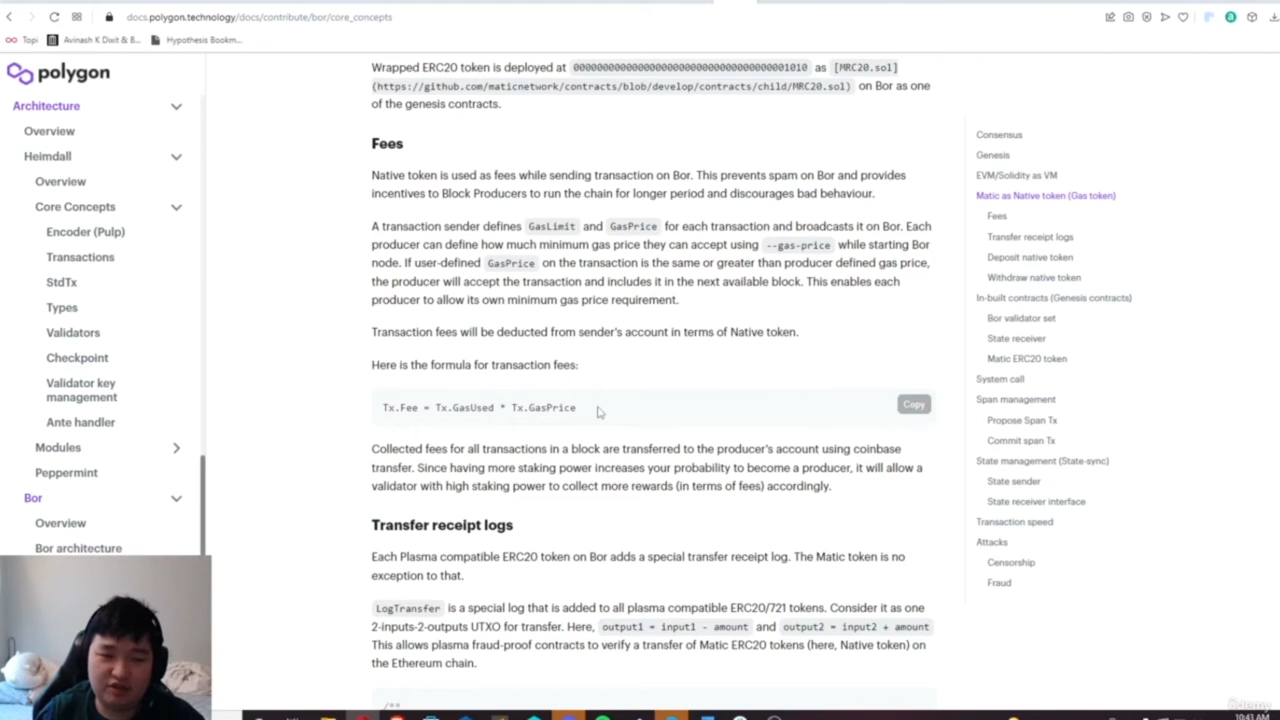 docs.polygon.technology/docs/contribute/bor/core_concepts
Topi
Avinash K Dixit & B...
Hypothesis Bookm...
polygon
Architecture
Overview
Heimdall
Overview
Core Concepts
Encoder (Pulp)
Transactions
StdTx
Types
Validators
Checkpoint
Validator key
management
Ante handler
Modules
Peppermint
Bor
Overview
Bor architecture
Wrapped ERC20 token is deployed at 0000000000000000000000000000000000001010 as [MRC20.sol]
(https://github.com/maticnetwork/contracts/blob/develop/contracts/child/MRC20.sol) on Bor as one
of the genesis contracts.
Fees
Native token is used as fees while sending transaction on Bor. This prevents spam on Bor and provides
incentives to Block Producers to run the chain for longer period and discourages bad behaviour.
A transaction sender defines GasLimit and GasPrice for each transaction and broadcasts it on Bor. Each
producer can define how much minimum gas price they can accept using --gas-price while starting Bor
node. If user-defined GasPrice on the transaction is the same or greater than producer defined gas price,
the producer will accept the transaction and includes it in the next available block. This enables each
producer to allow its own minimum gas price requirement.
Transaction fees will be deducted from sender's account in terms of Native token.
Here is the formula for transaction fees:
Tx.Fee = Tx.GasUsed * Tx.GasPrice
Copy
Collected fees for all transactions in a block are transferred to the producer's account using coinbase
transfer. Since having more staking power increases your probability to become a producer, it will allow a
validator with high staking power to collect more rewards (in terms of fees) accordingly.
Transfer receipt logs
Each Plasma compatible ERC20 token on Bor adds a special transfer receipt log. The Matic token is no
exception to that.
LogTransfer is a special log that is added to all plasma compatible ERC20/721 tokens. Consider it as one
2-inputs-2-outputs UTXO for transfer. Here, output1 = input1 - amount and output2 = input2 + amount
This allows plasma fraud-proof contracts to verify a transfer of Matic ERC20 tokens (here, Native token) on
the Ethereum chain.
/**
Consensus
Genesis
EVM/Solidity as VM
Matic as Native token (Gas token)
Fees
Transfer receipt logs
Deposit native token
Withdraw native token
In-built contracts (Genesis contracts)
Bor validator set
State receiver
Matic ERC20 token
System call
Span management
Propose Span Tx
Commit span Tx
State management (State-sync)
State sender
State receiver interface
Transaction speed
Attacks
Censorship
Fraud
Udemy
10:43 AM